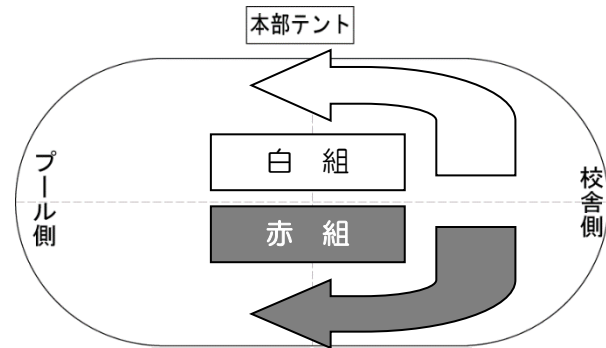 本部テント
白 組
赤 組
プール側
校舎側